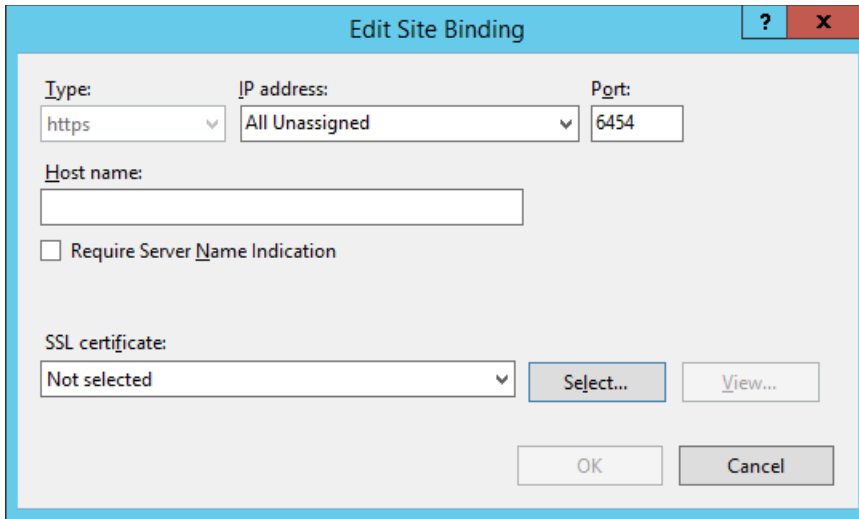 Edit Site Binding
?
x
Type:
IP address:
Port:
https
All Unassigned
6454
Host name:
Require Server Name Indication
SSL certificate:
Not selected
Select...
View...
OK
Cancel